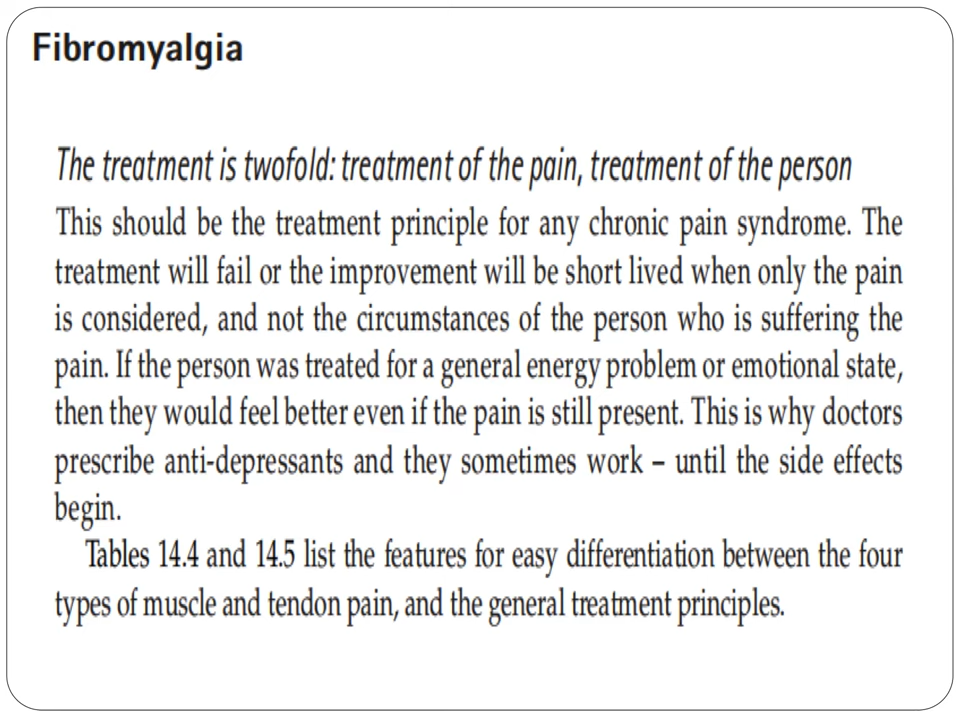 Fibromyalgia
The treatment is twofold: treatment of the pain, treatment of the person
This should be the treatment principle for any chronic pain syndrome. The
treatment will fail or the improvement will be short lived when only the pain
is considered, and not the circumstances of the person who is suffering the
pain. If the person was treated for a general energy problem or emotional state,
then they would feel better even if the pain is still present. This is why doctors
prescribe anti-depressants and they sometimes work – until the side effects
begin.
Tables 14.4 and 14.5 list the features for easy differentiation between the four
types of muscle and tendon pain, and the general treatment principles.